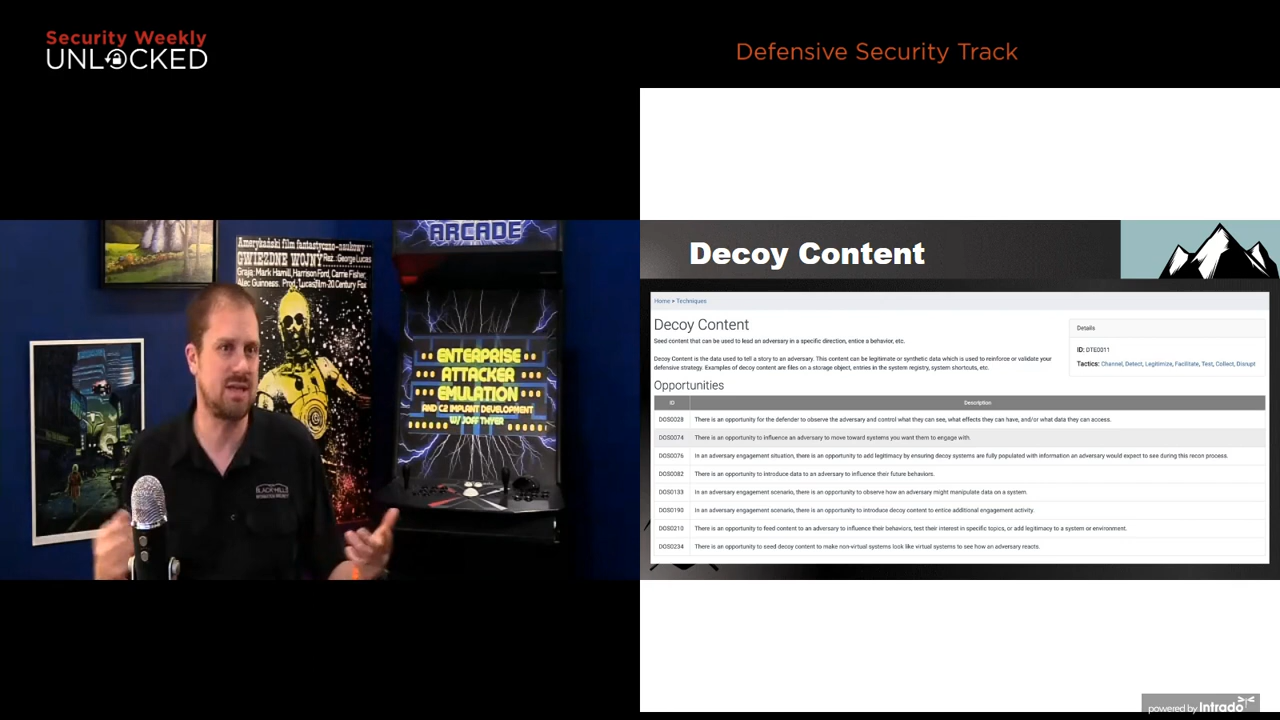 Security Weekly
UNLOCKED
Defensive Security Track
Amerykański film fantastyczno-naukowy
GWIEZDNE WOJNY Reż.: George Lucas
Grają: Mark Hamill, Harrison Ford, Carrie Fisher,
Alec Guinness. Prod. Lucasfilm-20 Century Fox
ARCADE
ENTERPRISE
ATTACKER
EMULATION
AND C2 IMPLANT DEVELOPMENT
W/ JOFF THYER
BLACK HILLS
Decoy Content
Home » Techniques
Decoy Content
Seed content that can be used to lead an adversary in a specific direction, entice a behavior, etc.
Decoy Content is the data used to tell a story to an adversary. This content can be legitimate or synthetic data which is used to reinforce or validate your
defensive strategy. Examples of decoy content are files on a storage object, entries in the system registry, system shortcuts, etc.
Details
ID: DTE0011
Tactics: Channel, Detect, Legitimize, Facilitate, Test, Collect, Disrupt
Opportunities
ID Description
DOS0028 There is an opportunity for the defender to observe the adversary and control what they can see, what effects they can have, and/or what data they can access.
DOS0074 There is an opportunity to influence an adversary to move toward systems you want them to engage with.
DOS0076 In an adversary engagement situation, there is an opportunity to add legitimacy by ensuring decoy systems are fully populated with information an adversary would expect to see during this recon process.
DOS0082 There is an opportunity to introduce data to an adversary to influence their future behaviors.
DOS0133 In an adversary engagement scenario, there is an opportunity to observe how an adversary might manipulate data on a system.
DOS0190 In an adversary engagement scenario, there is an opportunity to introduce decoy content to entice additional engagement activity.
DOS0210 There is an opportunity to feed content to an adversary to influence their behaviors, test their interest in specific topics, or add legitimacy to a system or environment.
DOS0234 There is an opportunity to seed decoy content to make non-virtual systems look like virtual systems to see how an adversary reacts.
powered by Intrado